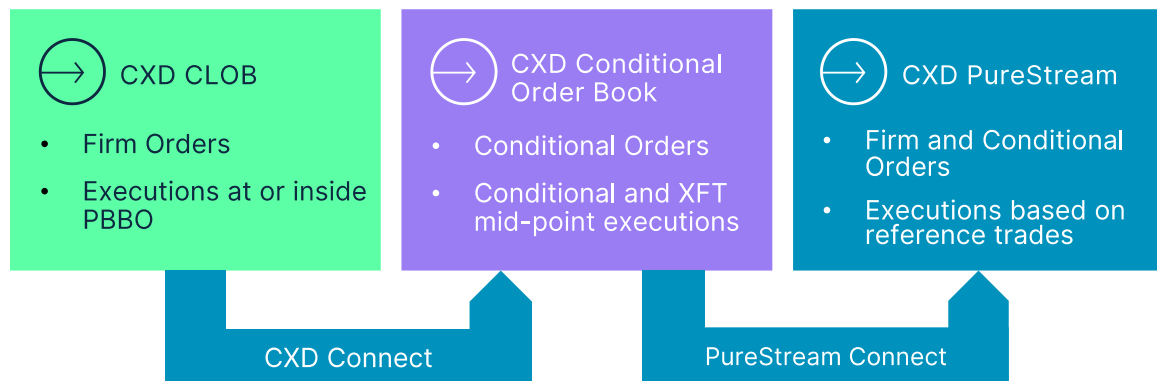 CXD CLOB
• Firm Orders
• Executions at or inside
PBBO
CXD Conditional
Order Book
• Conditional Orders
• Conditional and XFT
mid-point executions
CXD PureStream
• Firm and Conditional
Orders
• Executions based on
reference trades
CXD Connect
PureStream Connect